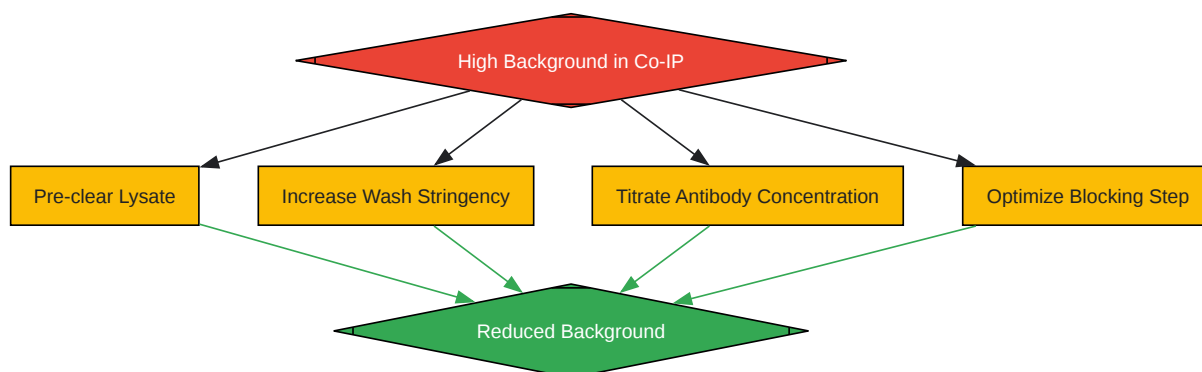 High Background in Co-IP
Pre-clear Lysate
Increase Wash Stringency
Titrate Antibody Concentration
Optimize Blocking Step
Reduced Background